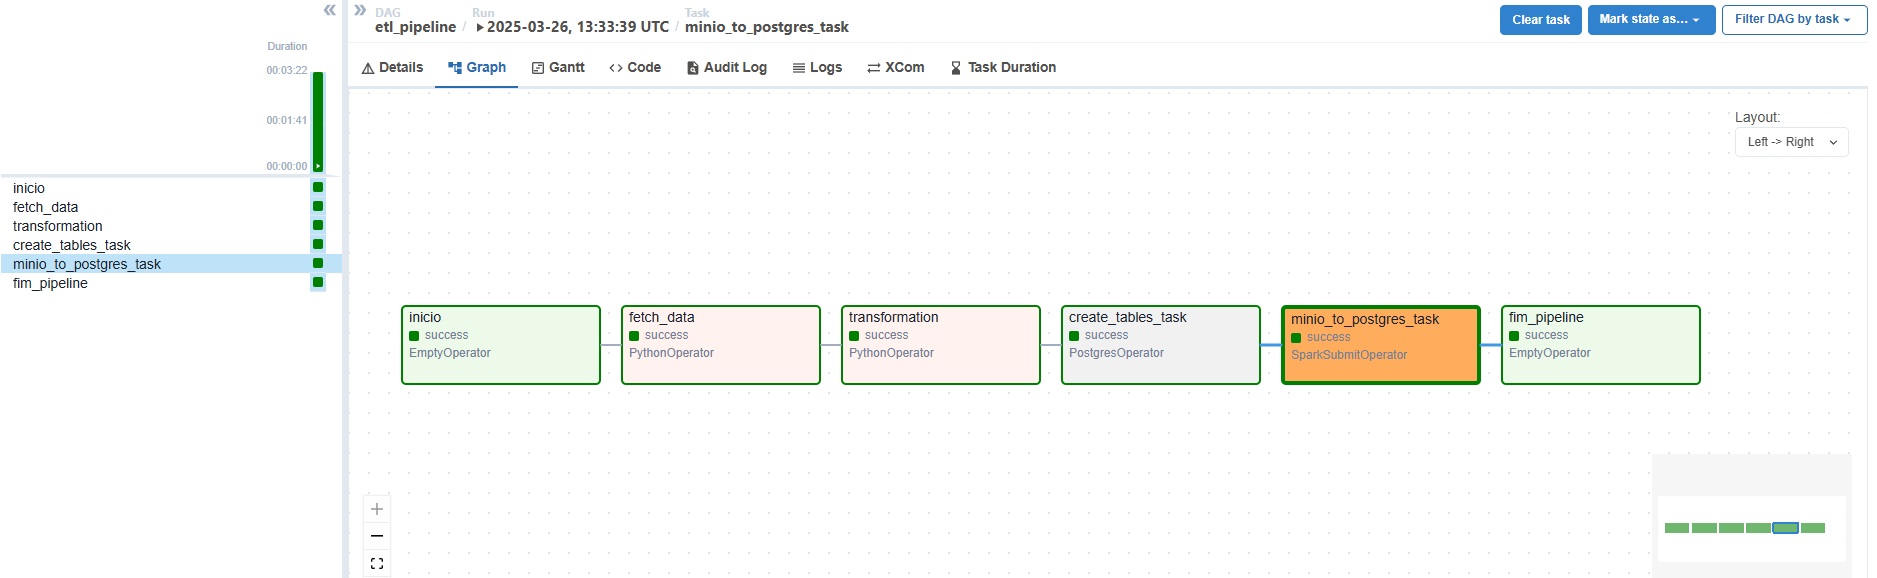 DAG
etl_pipeline
/
Run
2025-03-26, 13:33:39 UTC
/
Task
minio_to_postgres_task
Clear task
Mark state as...
Filter DAG by task
Details
Graph
Gantt
Code
Audit Log
Logs
XCom
Task Duration
Duration
00:03:22
00:01:41
00:00:00
inicio
fetch_data
transformation
create_tables_task
minio_to_postgres_task
fim_pipeline
Layout:
Left -> Right
inicio
success
EmptyOperator
fetch_data
success
PythonOperator
transformation
success
PythonOperator
create_tables_task
success
PostgresOperator
minio_to_postgres_task
success
SparkSubmitOperator
fim_pipeline
success
EmptyOperator